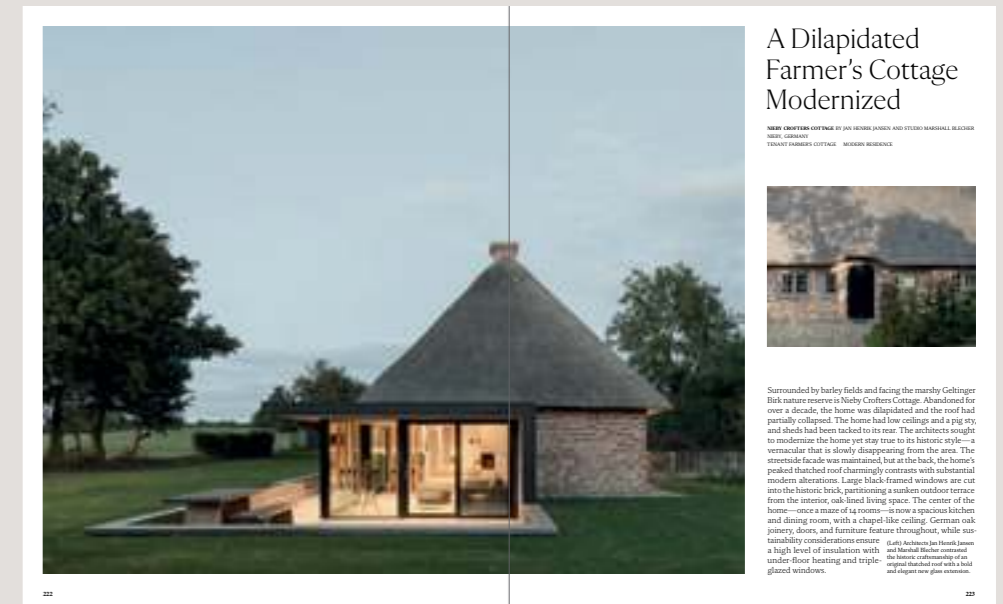 A Dilapidated
Farmer's Cottage
Modernized
NIEBY CROFTERS COTTAGE BY JAN HENRIK JANSEN AND STUDIO MARSHALL BLECHER
NIEBY, GERMANY
TENANT FARMER'S COTTAGE MODERN RESIDENCE
Surrounded by barley fields and facing the marshy Geltinger
Birk nature reserve is Nieby Crofters Cottage. Abandoned for
over a decade, the home was dilapidated and the roof had
partially collapsed. The home had low ceilings and a pig sty,
and sheds had been tacked to its rear. The architects sought
to modernize the home yet stay true to its historic style—a
vernacular that is slowly disappearing from the area. The
streetside facade was maintained, but at the back, the home's
peaked thatched roof charmingly contrasts with substantial
modern alterations. Large black-framed windows are cut
into the historic brick, partitioning a sunken outdoor terrace
from the interior, oak-lined living space. The center of the
home—once a maze of 14 rooms—is now a spacious kitchen
and dining room, with a chapel-like ceiling. German oak
joinery, doors, and furniture feature throughout, while sus-
tainability considerations ensure
a high level of insulation with
under-floor heating and triple-
glazed windows.
(Left) Architects Jan Henrik Jansen
and Marshall Blecher contrasted
the historic craftsmanship of an
original thatched roof with a bold
and elegant new glass extension.
222
223